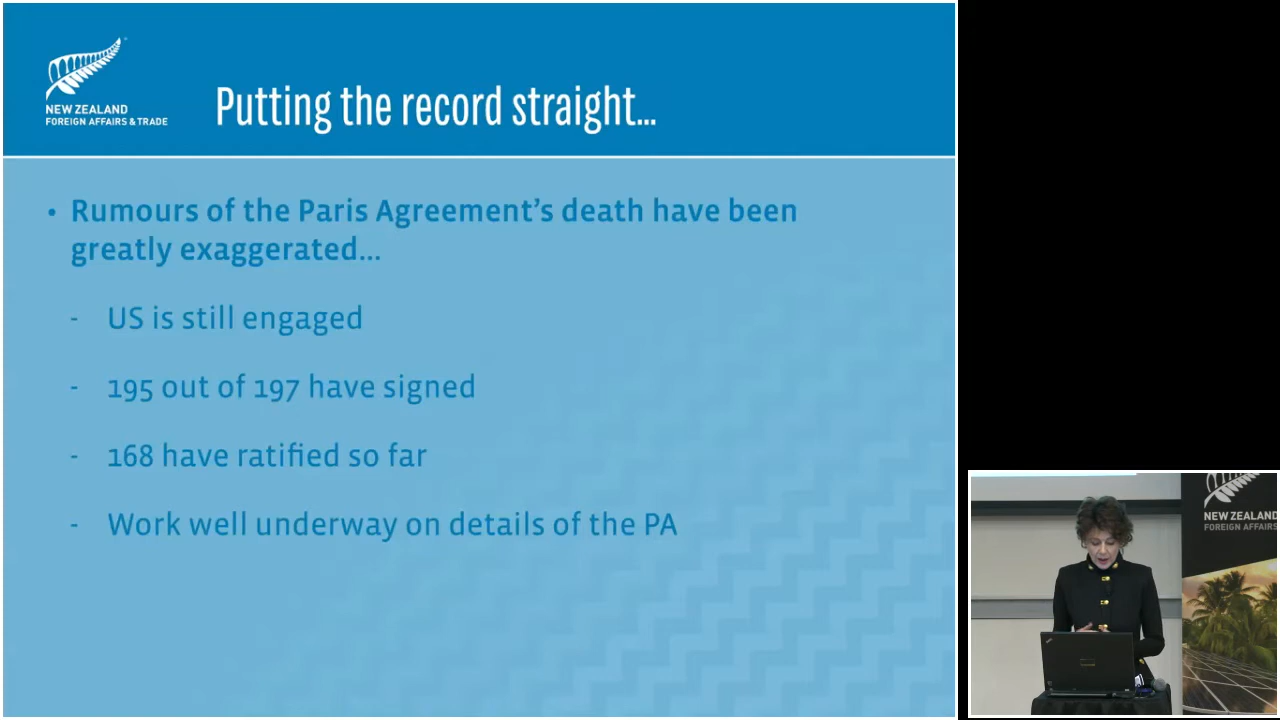 NEW ZEALAND
FOREIGN AFFAIRS & TRADE
Putting the record straight...
• Rumours of the Paris Agreement's death have been
greatly exaggerated...
- US is still engaged
- 195 out of 197 have signed
- 168 have ratified so far
- Work well underway on details of the PA
NEW ZEALAND
FOREIGN AFFAIRS